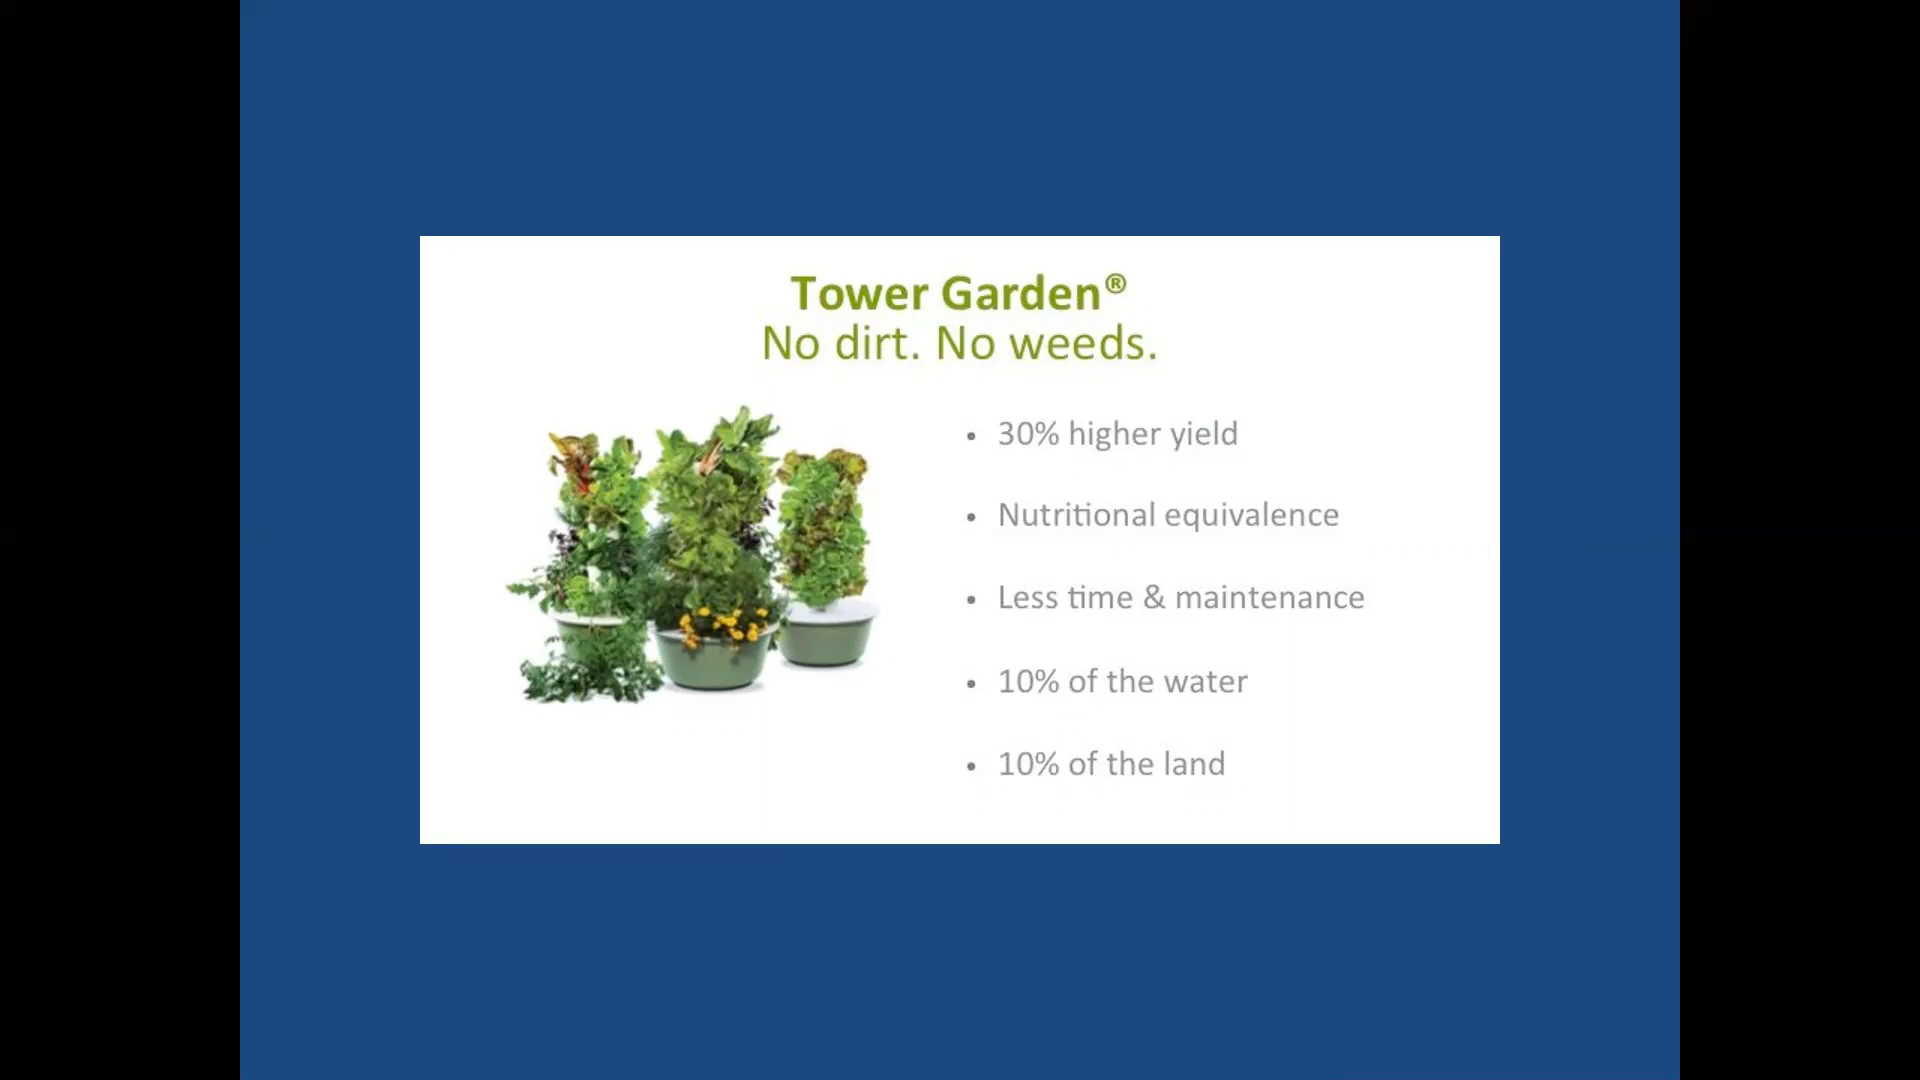 Tower Garden®
No dirt. No weeds.
• 30% higher yield
• Nutritional equivalence
• Less time & maintenance
• 10% of the water
• 10% of the land